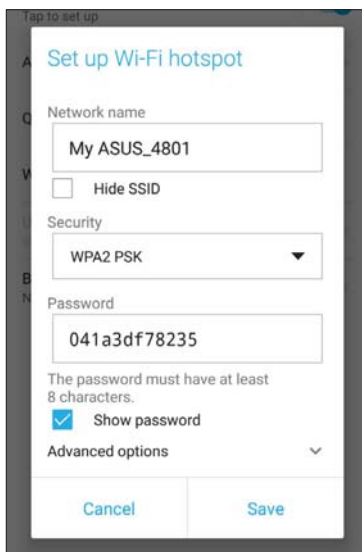 Tap to set up
A
Set up Wi-Fi hotspot
Q
Network name
My ASUS_4801
W
Hide SSID
U
Security
WPA2 PSK
B
N
Password
041a3df78235
The password must have at least
8 characters.
Show password
Advanced options
Cancel
Save